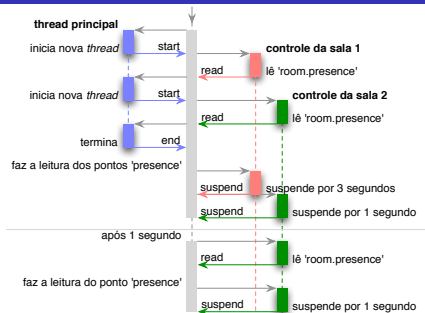 thread principal
inicia nova thread
start
controle da sala 1
read
lê 'room.presence'
inicia nova thread
start
controle da sala 2
read
lê 'room.presence'
termina
end
faz a leitura dos pontos 'presence'
suspend
suspende por 3 segundos
suspend
suspende por 1 segundo
após 1 segundo
read
lê 'room.presence'
faz a leitura do ponto 'presence'
suspend
suspende por 1 segundo